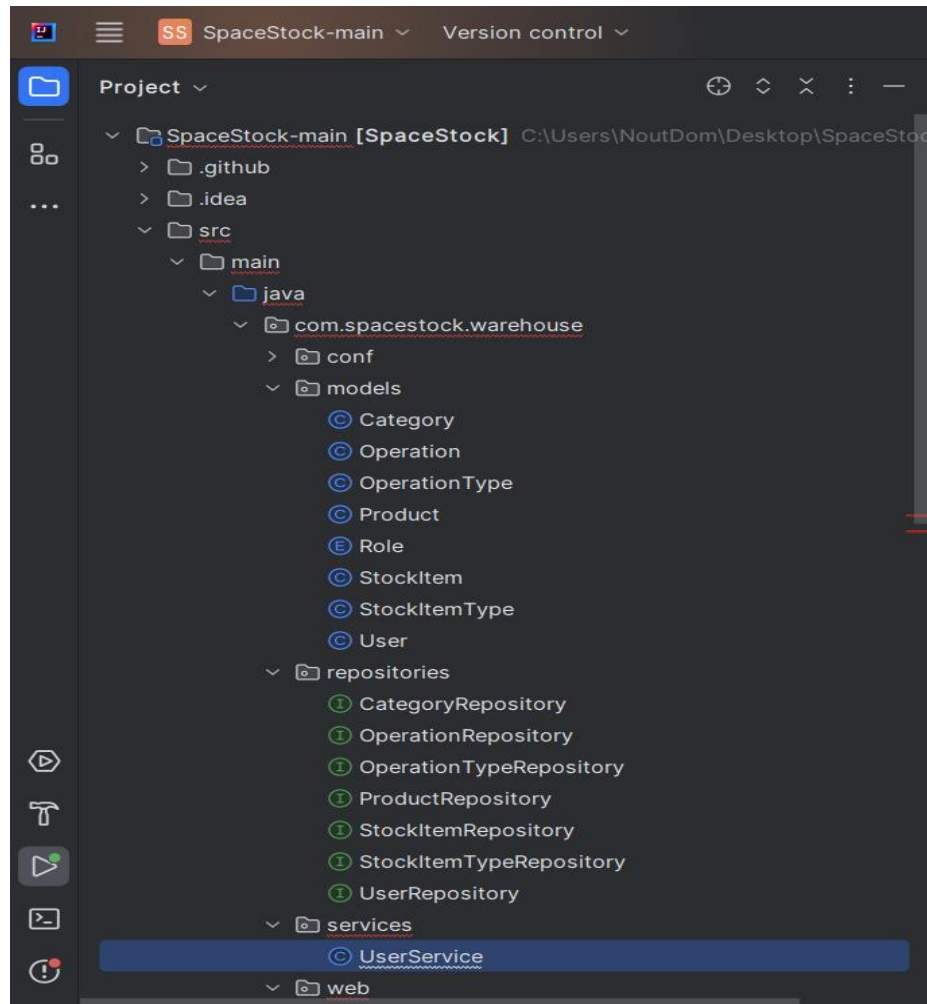 SS SpaceStock-main Version control
Project
SpaceStock-main [SpaceStock] C:\Users\NoutDom\Desktop\SpaceStoc
.github
.idea
src
main
java
com.spacestock.warehouse
conf
models
Category
Operation
OperationType
Product
Role
StockItem
StockItemType
User
repositories
CategoryRepository
OperationRepository
OperationTypeRepository
ProductRepository
StockItemRepository
StockItemTypeRepository
UserRepository
services
UserService
web